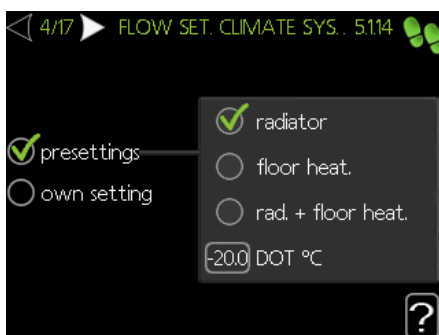 4/17 FLOW SET. CLIMATE SYS.. 5.1.14
presettings
own setting
radiator
floor heat.
rad. + floor heat.
-20.0 DOT °C
?